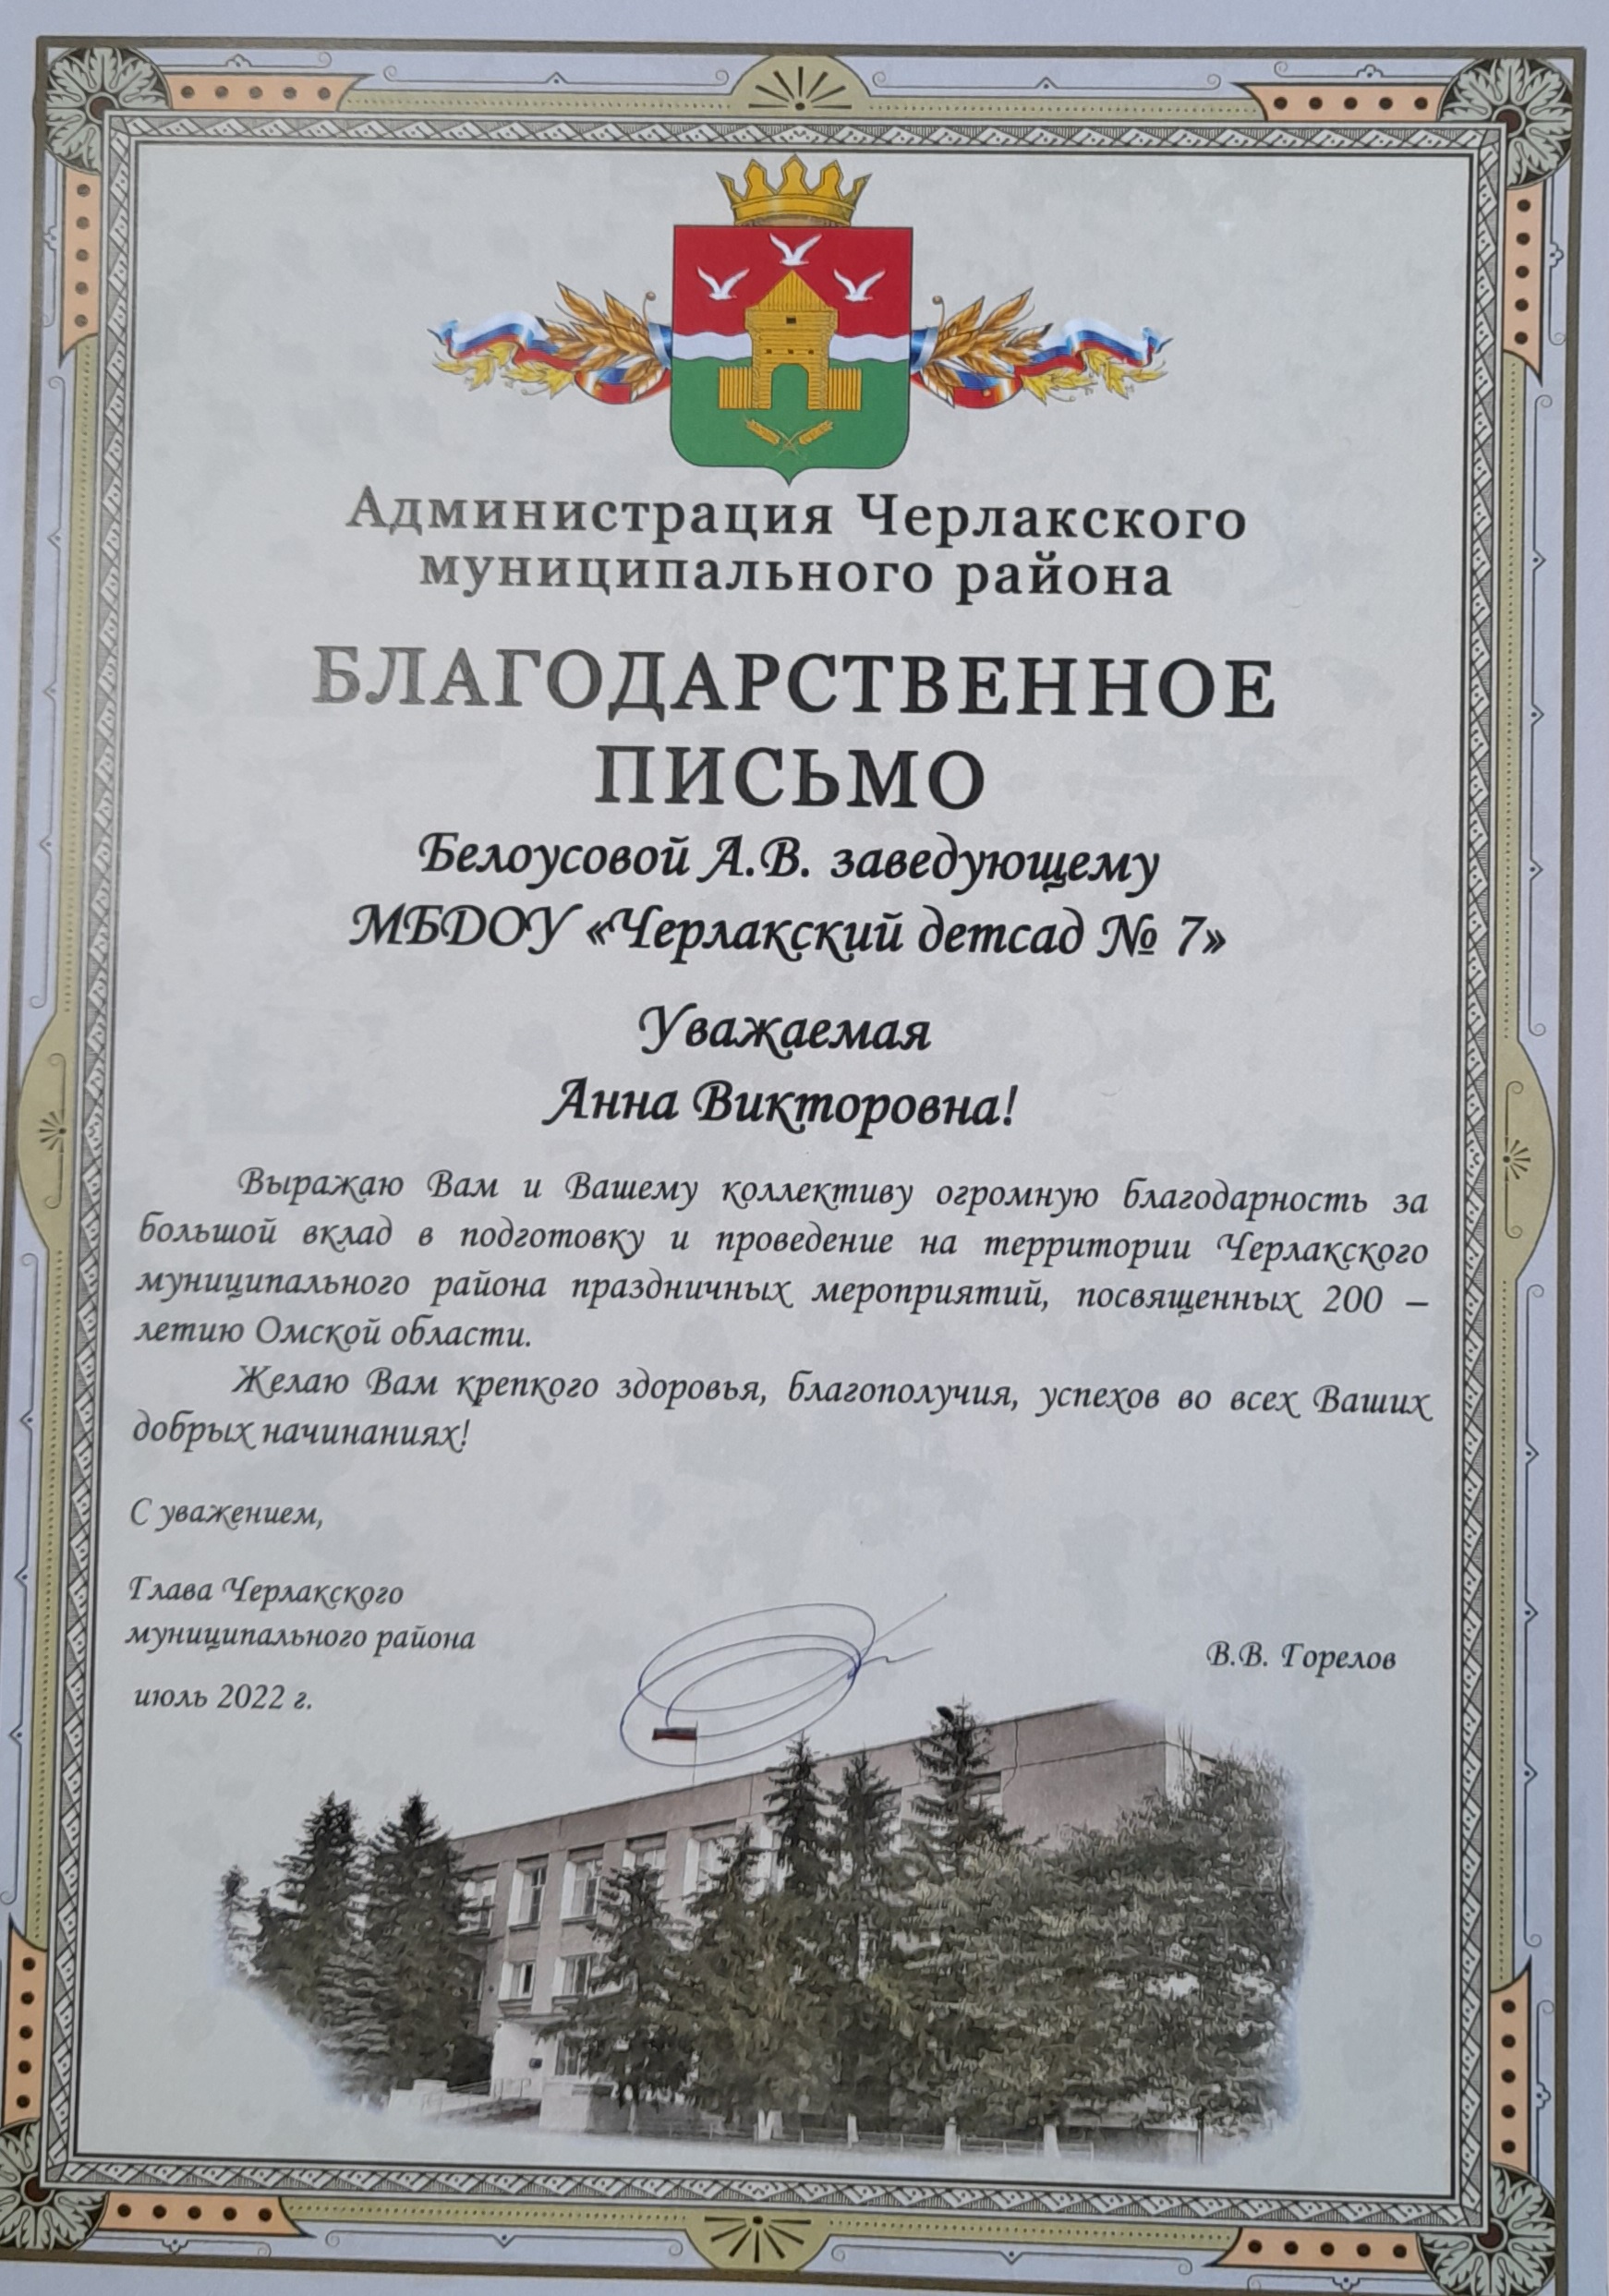 Администрация Черлакского
муниципального района
БЛАГОДАРСТВЕННОЕ
ПИСЬМО
Белоусовой А.В. заведующему
МБДОУ «Черлакский детсад № 7»
Уважаемая
Анна Викторовна!
Выражаю Вам и Вашему коллективу огромную благодарность за
большой вклад в подготовку и проведение на территории Черлакского
муниципального района праздничных мероприятий, посвященных 200 –
летию Омской области.
Желаю Вам крепкого здоровья, благополучия, успехов во всех Ваших
добрых начинаниях!
С уважением,
Глава Черлакского
муниципального района
В.В. Горелов
июль 2022 г.